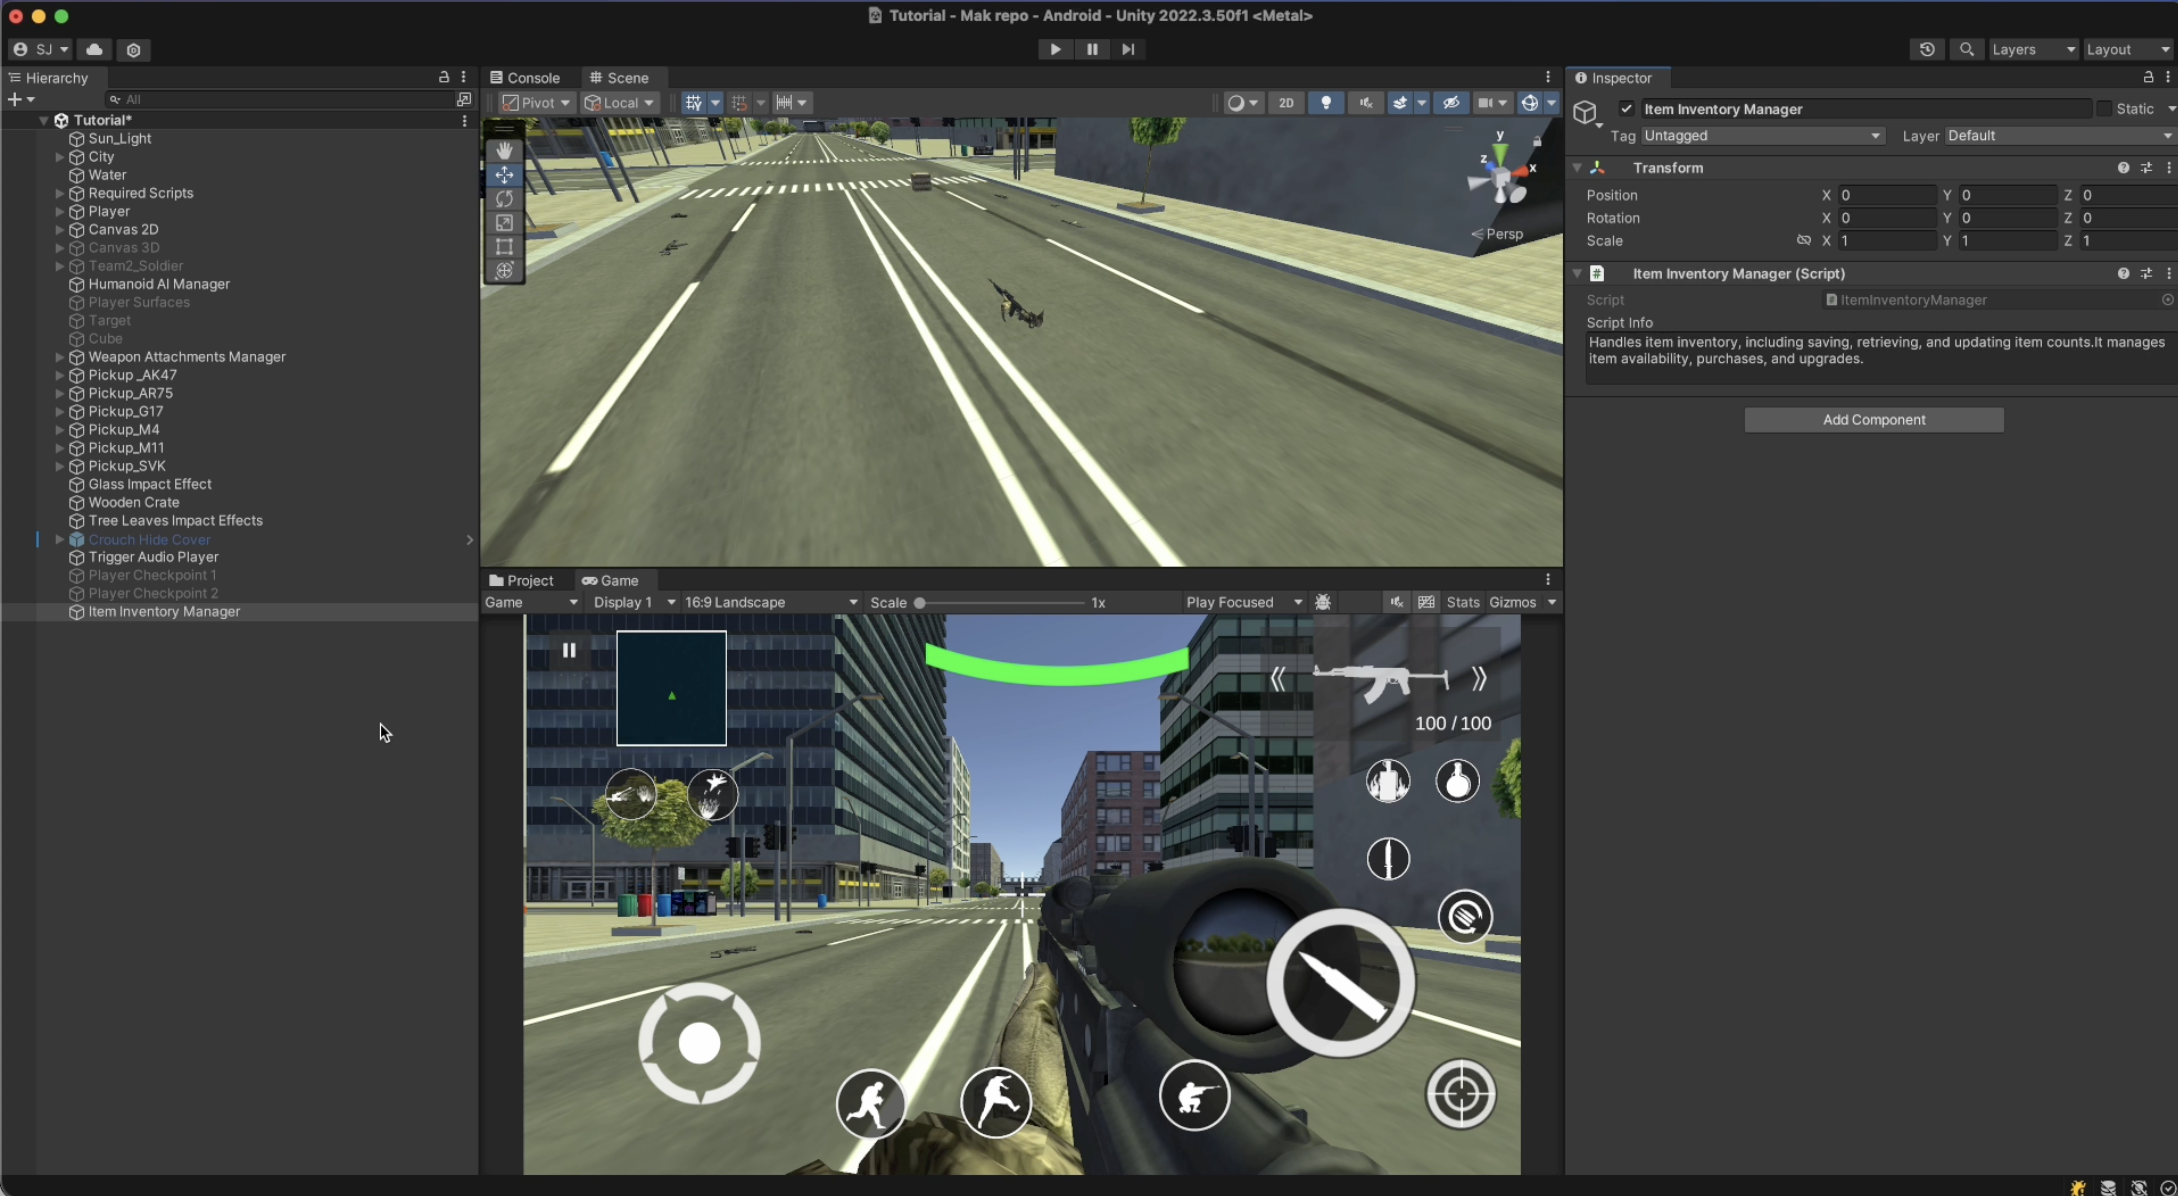 Tutorial - Mak repo - Android - Unity 2022.3.50f1 <Metal>
SJ
Layers
Layout
Hierarchy
All
Tutorial*
Sun_Light
City
Water
Required Scripts
Player
Canvas 2D
Canvas 3D
Team2_Soldier
Humanoid AI Manager
Player Surfaces
Target
Cube
Weapon Attachments Manager
Pickup _AK47
Pickup_AR75
Pickup_G17
Pickup_M4
Pickup_M11
Pickup_SVK
Glass Impact Effect
Wooden Crate
Tree Leaves Impact Effects
Crouch Hide Cover
Trigger Audio Player
Player Checkpoint 1
Player Checkpoint 2
Item Inventory Manager
Console
Scene
Pivot
Local
2D
y
z
x
Persp
Project
Game
Game
Display 1
16:9 Landscape
Scale
1x
Play Focused
Stats
Gizmos
100 / 100
Inspector
Item Inventory Manager
Static
Tag
Untagged
Layer
Default
Transform
Position X 0 Y 0 Z 0
Rotation X 0 Y 0 Z 0
Scale X 1 Y 1 Z 1
Item Inventory Manager (Script)
Script
ItemInventoryManager
Script Info
Handles item inventory, including saving, retrieving, and updating item counts.It manages
item availability, purchases, and upgrades.
Add Component